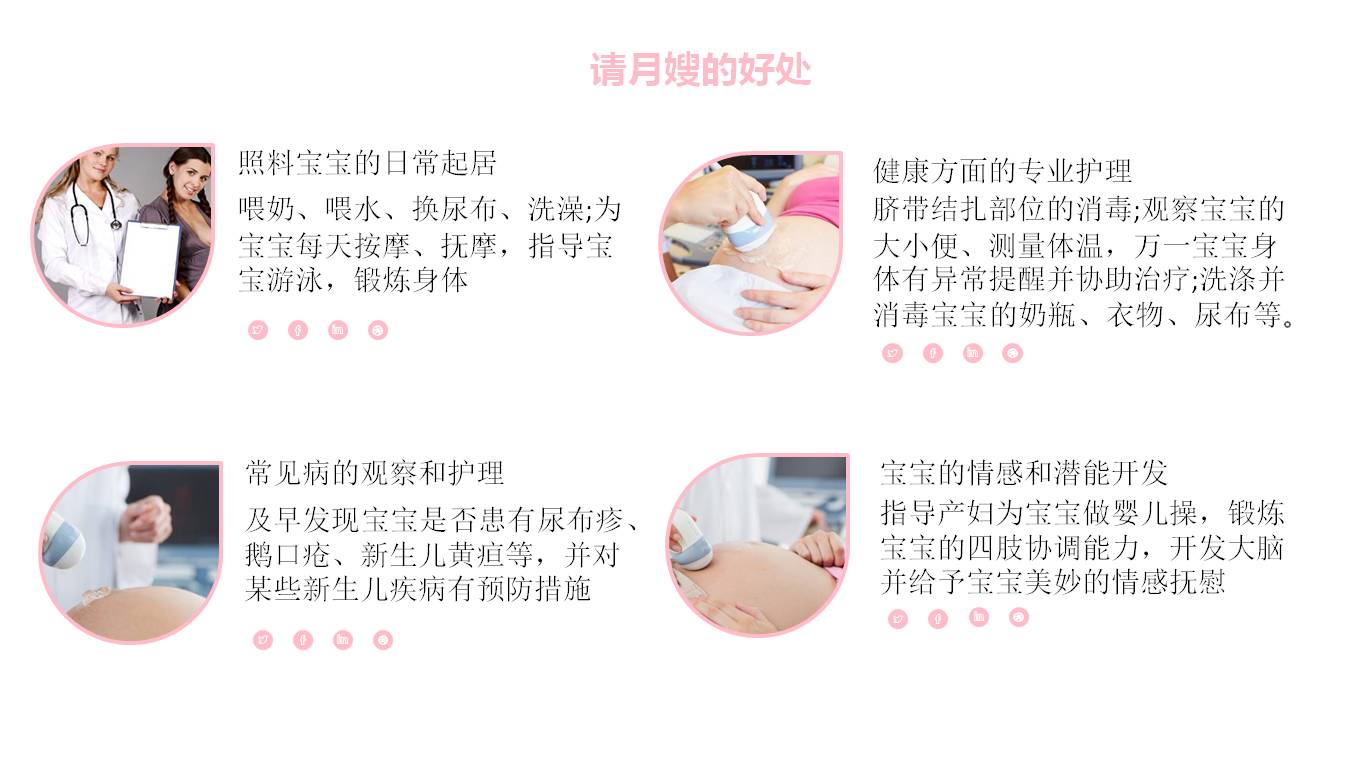 请月嫂的好处
照料宝宝的日常起居
喂奶、喂水、换尿布、洗澡;为
宝宝每天按摩、抚摩，指导宝
宝游泳，锻炼身体
健康方面的专业护理
脐带结扎部位的消毒;观察宝宝的
大小便、测量体温，万一宝宝身
体有异常提醒并协助治疗;洗涤并
消毒宝宝的奶瓶、衣物、尿布等。
常见病的观察和护理
及早发现宝宝是否患有尿布疹、
鹅口疮、新生儿黄疸等，并对
某些新生儿疾病有预防措施
宝宝的情感和潜能开发
指导产妇为宝宝做婴儿操，锻炼
宝宝的四肢协调能力，开发大脑
并给予宝宝美妙的情感抚慰